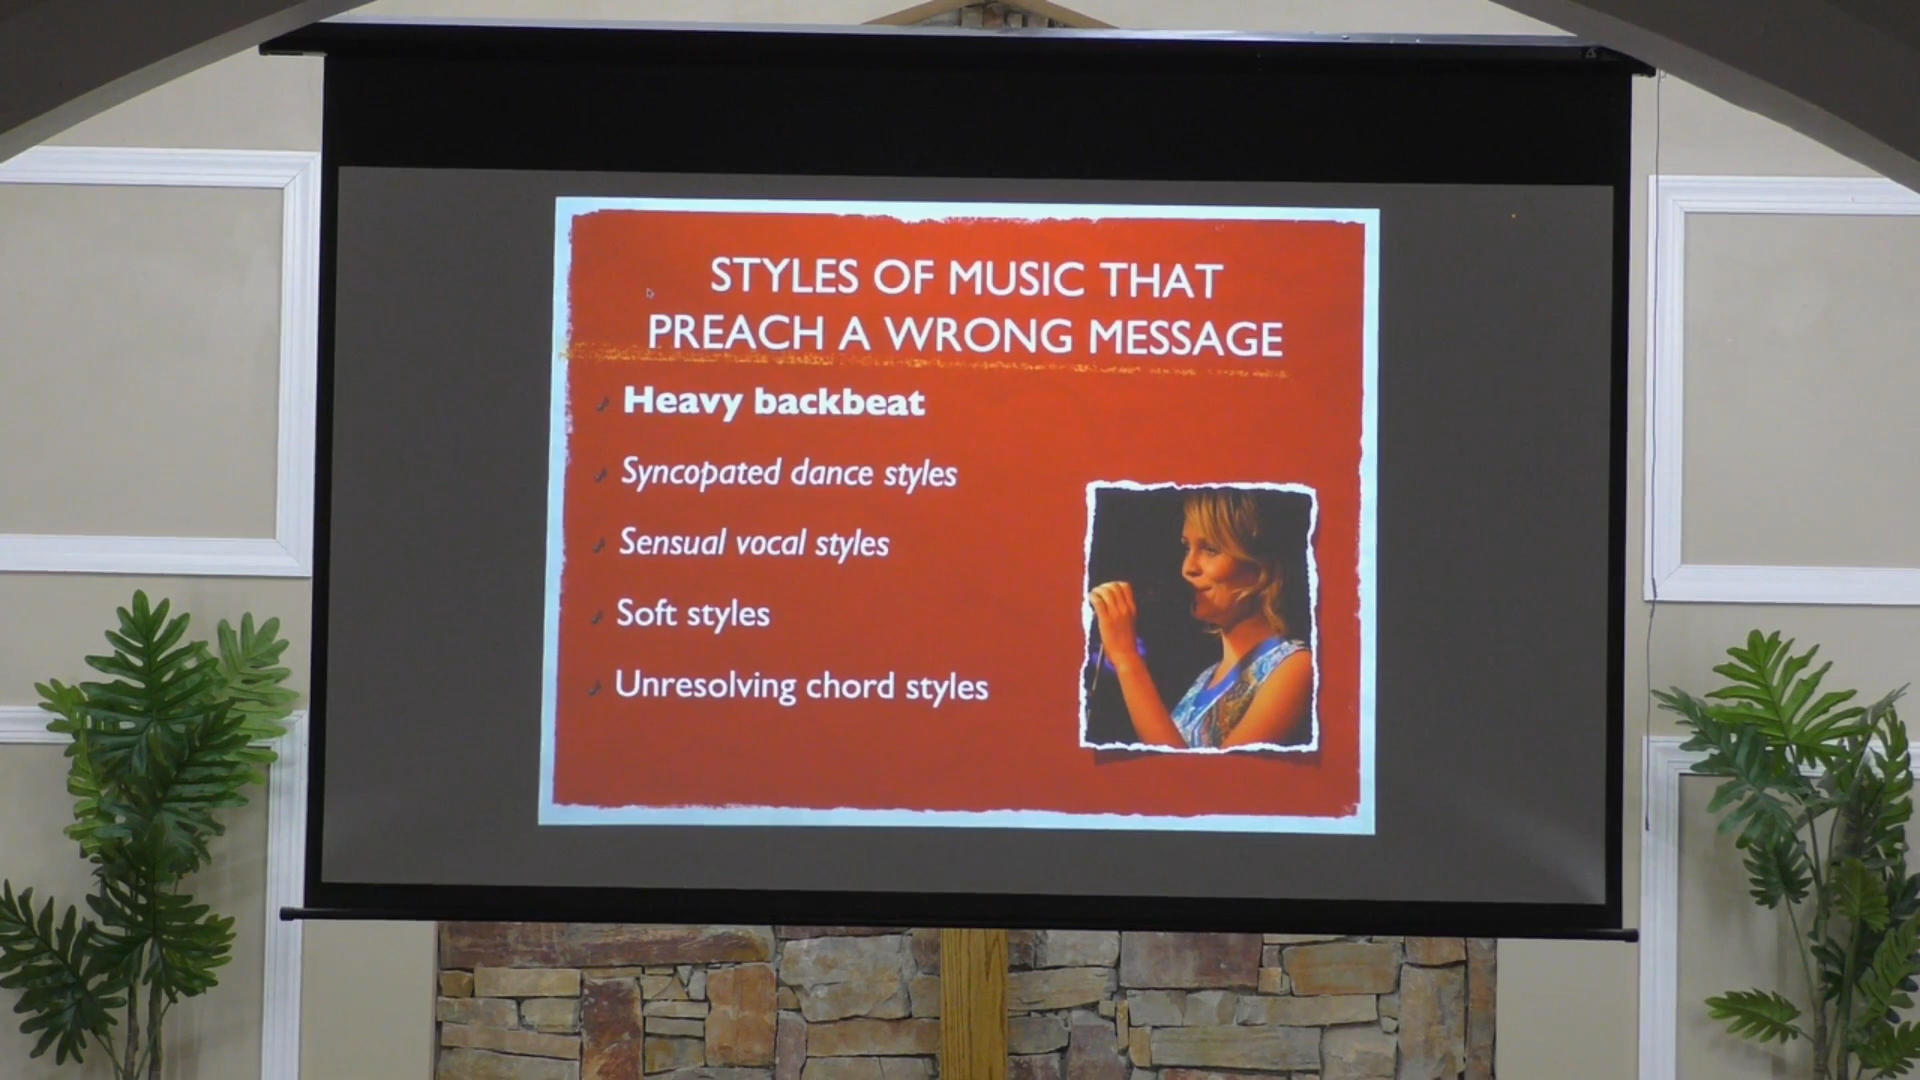 STYLES OF MUSIC THAT
PREACH A WRONG MESSAGE
Heavy backbeat
Syncopated dance styles
Sensual vocal styles
Soft styles
Unresolving chord styles